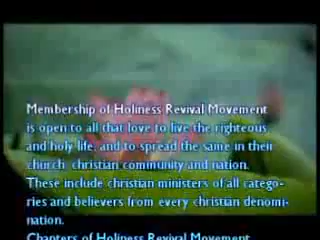 Membership of Holiness Revival Movement
is open to all that love to live the righteous
and holy life, and to spread the same in their
church christian community and nation.
These include christian ministers of all catego-
ries and believers from every christian denomi-
nation.
Chapters of Holiness Revival Movement